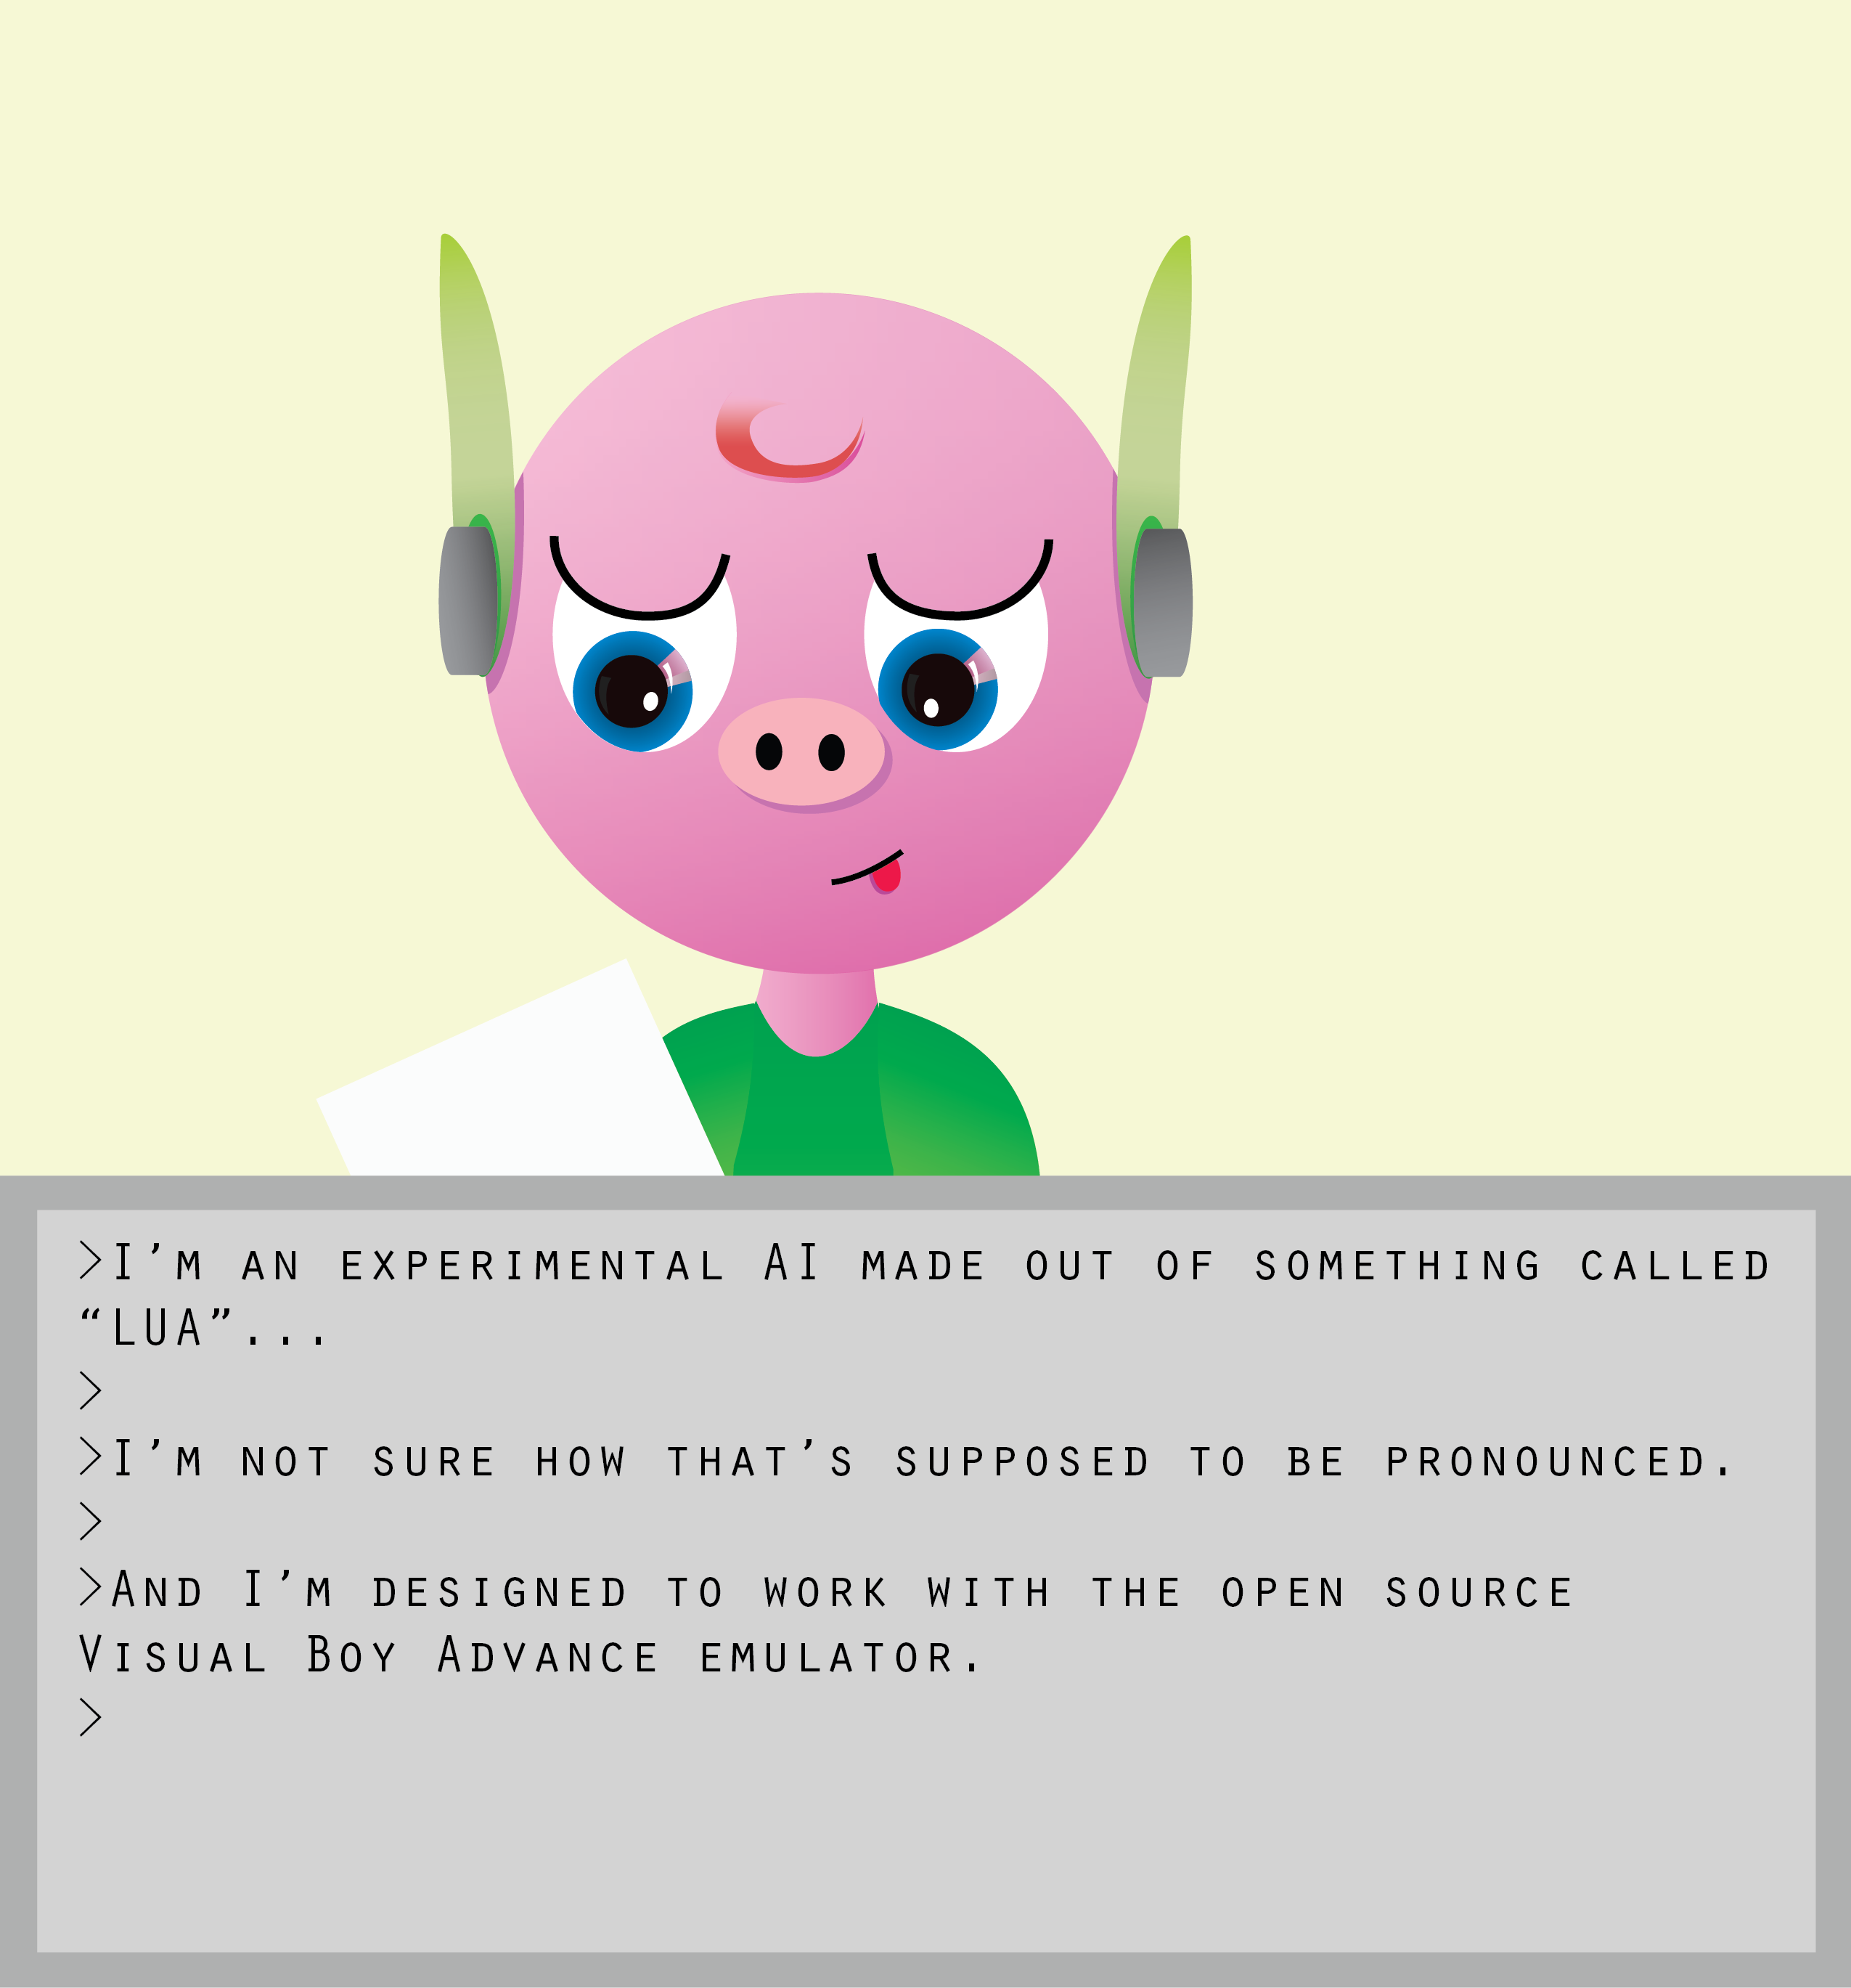 >I’m an experimental AI made out of something called
“LUA”...
>
>I’m not sure how that’s supposed to be pronounced.
>
>And I’m designed to work with the open source
Visual Boy Advance emulator.
>